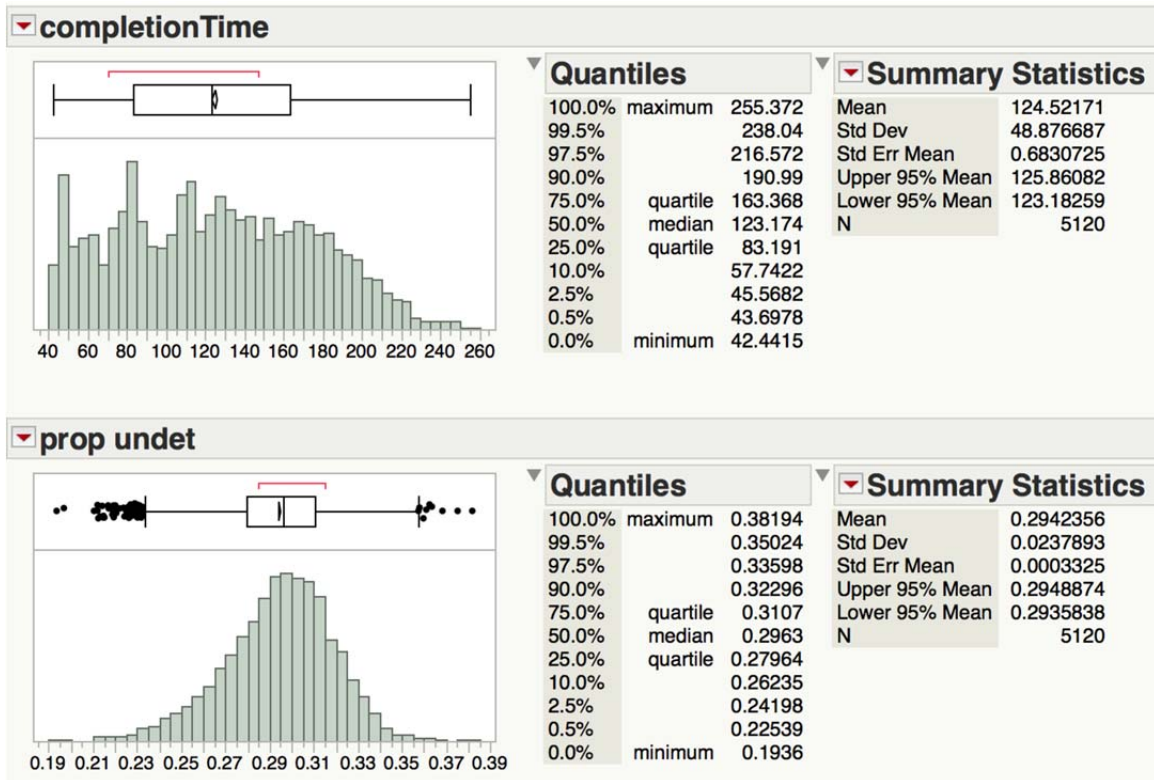 completionTime
Quantiles
100.0% maximum 255.372
99.5% 238.04
97.5% 216.572
90.0% 190.99
75.0% quartile 163.368
50.0% median 123.174
25.0% quartile 83.191
10.0% 57.7422
2.5% 45.5682
0.5% 43.6978
0.0% minimum 42.4415
Summary Statistics
Mean 124.52171
Std Dev 48.876687
Std Err Mean 0.6830725
Upper 95% Mean 125.86082
Lower 95% Mean 123.18259
N 5120
40 60 80 100 120 140 160 180 200 220 240 260
prop undet
Quantiles
100.0% maximum 0.38194
99.5% 0.35024
97.5% 0.33598
90.0% 0.32296
75.0% quartile 0.3107
50.0% median 0.2963
25.0% quartile 0.27964
10.0% 0.26235
2.5% 0.24198
0.5% 0.22539
0.0% minimum 0.1936
Summary Statistics
Mean 0.2942356
Std Dev 0.0237893
Std Err Mean 0.0003325
Upper 95% Mean 0.2948874
Lower 95% Mean 0.2935838
N 5120
0.19 0.21 0.23 0.25 0.27 0.29 0.31 0.33 0.35 0.37 0.39